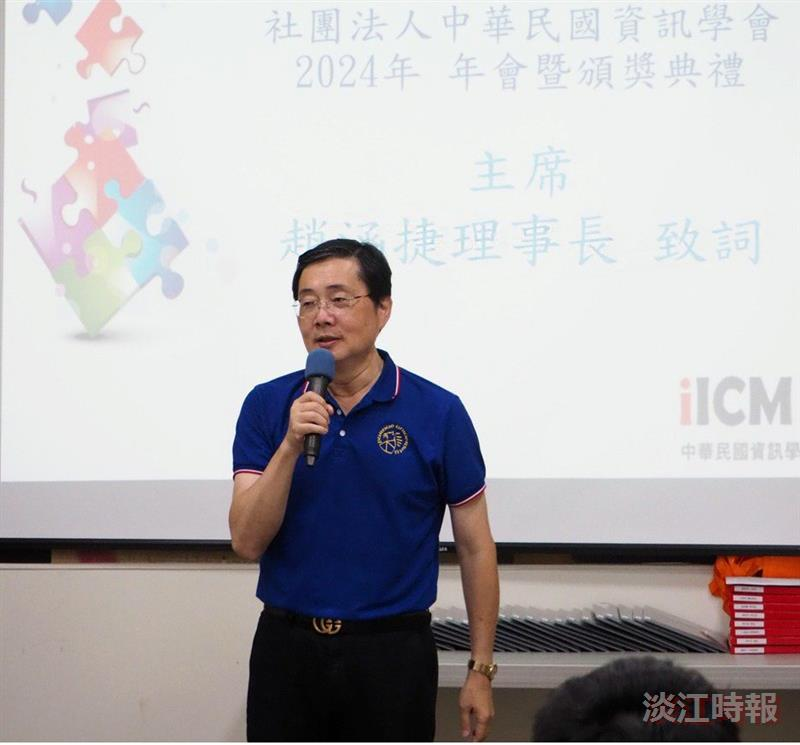 社團法人中華民國資訊學會
2024年 年會暨頒獎典禮
主席
趙涵捷理事長 致詞
iICM
中華民國資訊學
淡江時報